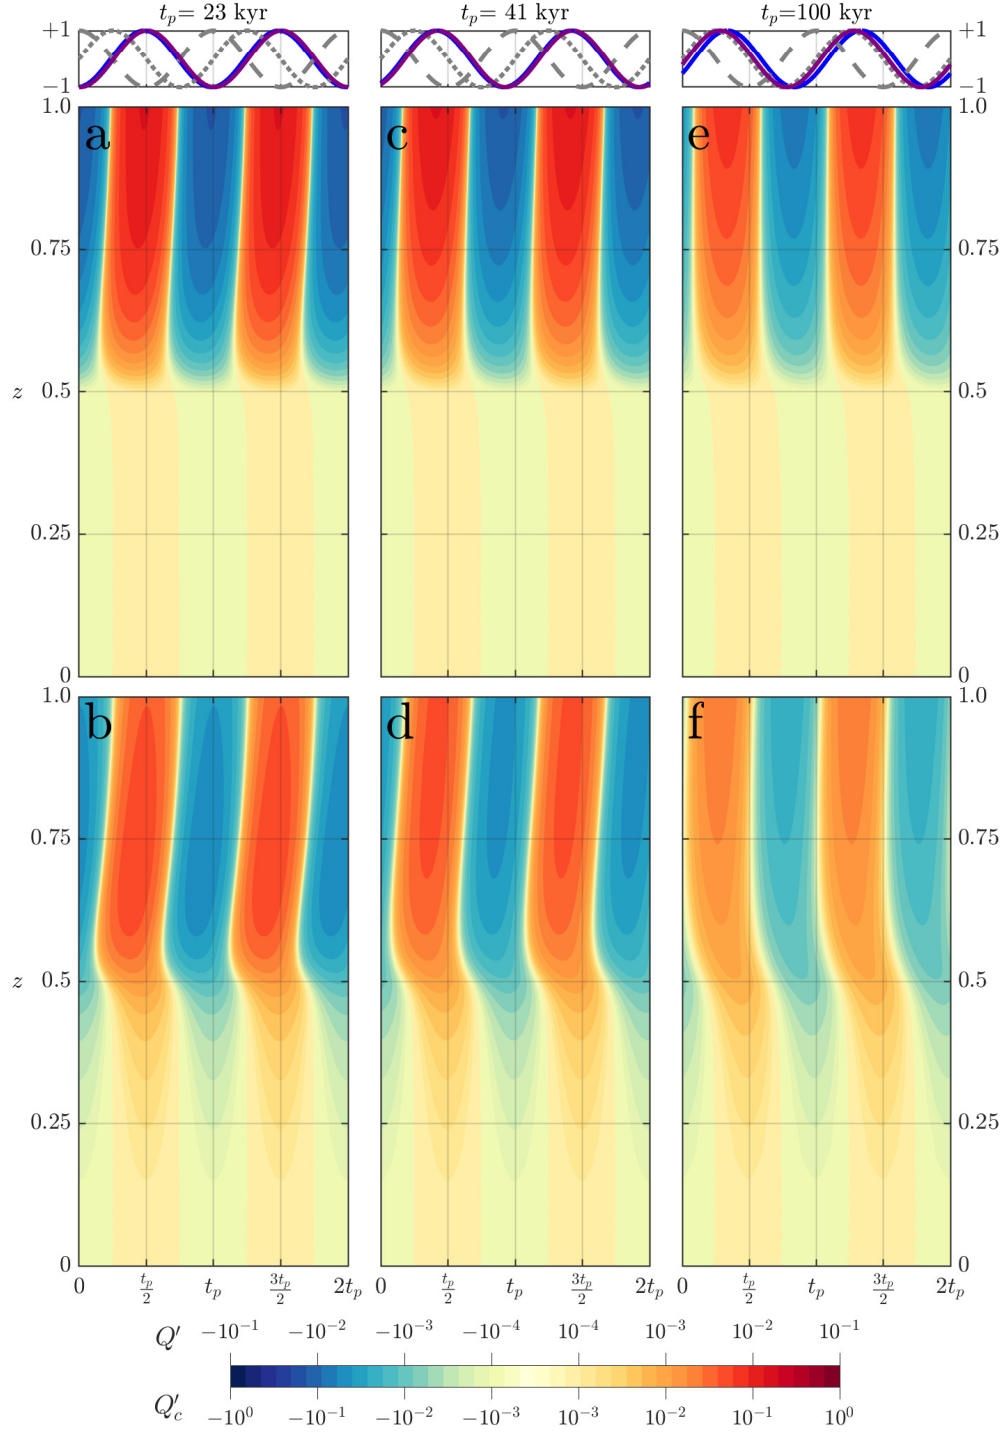 t_p= 23 kyr t_p= 41 kyr t_p=100 kyr
+1 +1
−1 −1
1.0 1.0
a c e
0.75 0.75
z 0.5 0.5
0.25 0.25
0 0
1.0 1.0
b d f
0.75 0.75
z 0.5 0.5
0.25 0.25
0 0
0 t_p/2 t_p 3t_p/2 2t_p 0 t_p/2 t_p 3t_p/2 2t_p 0 t_p/2 t_p 3t_p/2 2t_p
Q′ −10⁻¹ −10⁻² −10⁻³ −10⁻⁴ 10⁻⁴ 10⁻³ 10⁻² 10⁻¹
Q′_c −10⁰ −10⁻¹ −10⁻² −10⁻³ 10⁻³ 10⁻² 10⁻¹ 10⁰